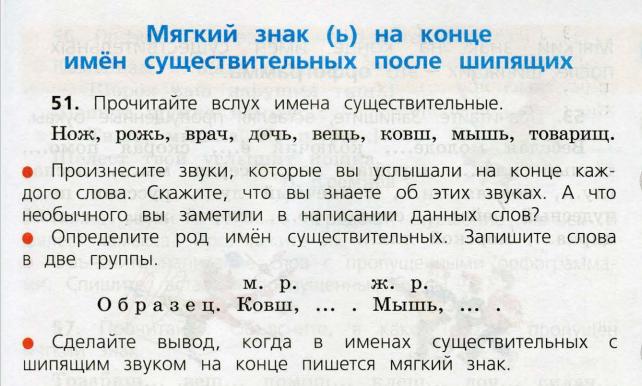 Мягкий знак (ь) на конце
имён существительных после шипящих
51. Прочитайте вслух имена существительные.
Нож, рожь, врач, дочь, вещь, ковш, мышь, товарищ.
● Произнесите звуки, которые вы услышали на конце каж-
дого слова. Скажите, что вы знаете об этих звуках. А что
необычного вы заметили в написании данных слов?
● Определите род имён существительных. Запишите слова
в две группы.
м. р. ж. р.
Образец. Ковш, ... . Мышь, ... .
● Сделайте вывод, когда в именах существительных с
шипящим звуком на конце пишется мягкий знак.